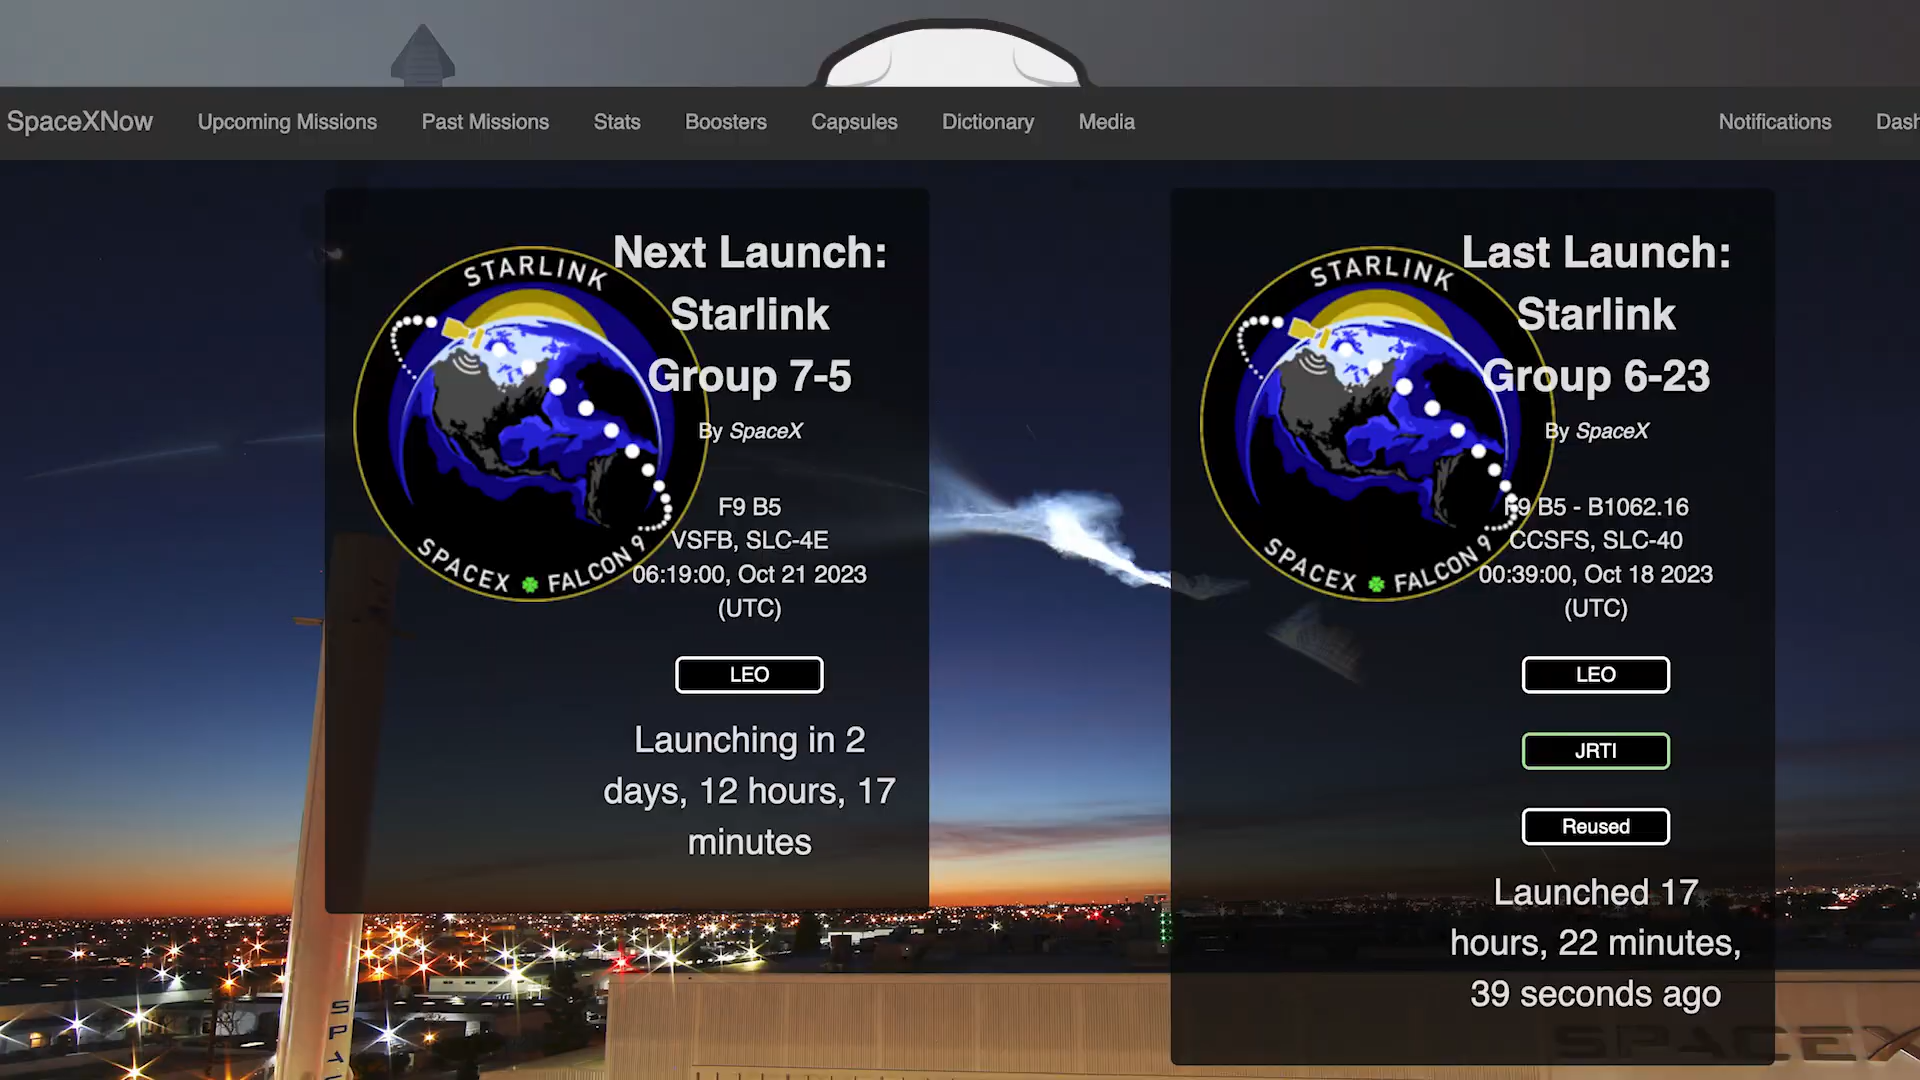 SpaceXNow Upcoming Missions Past Missions Stats Boosters Capsules Dictionary Media Notifications Dash
STARLINK
SPACEX FALCON 9
Next Launch:
Starlink
Group 7-5
By SpaceX
F9 B5
VSFB, SLC-4E
06:19:00, Oct 21 2023
(UTC)
LEO
Launching in 2
days, 12 hours, 17
minutes
STARLINK
SPACEX FALCON 9
Last Launch:
Starlink
Group 6-23
By SpaceX
F9 B5 - B1062.16
CCSFS, SLC-40
00:39:00, Oct 18 2023
(UTC)
LEO
JRTI
Reused
Launched 17
hours, 22 minutes,
39 seconds ago
SPA
SPACEX